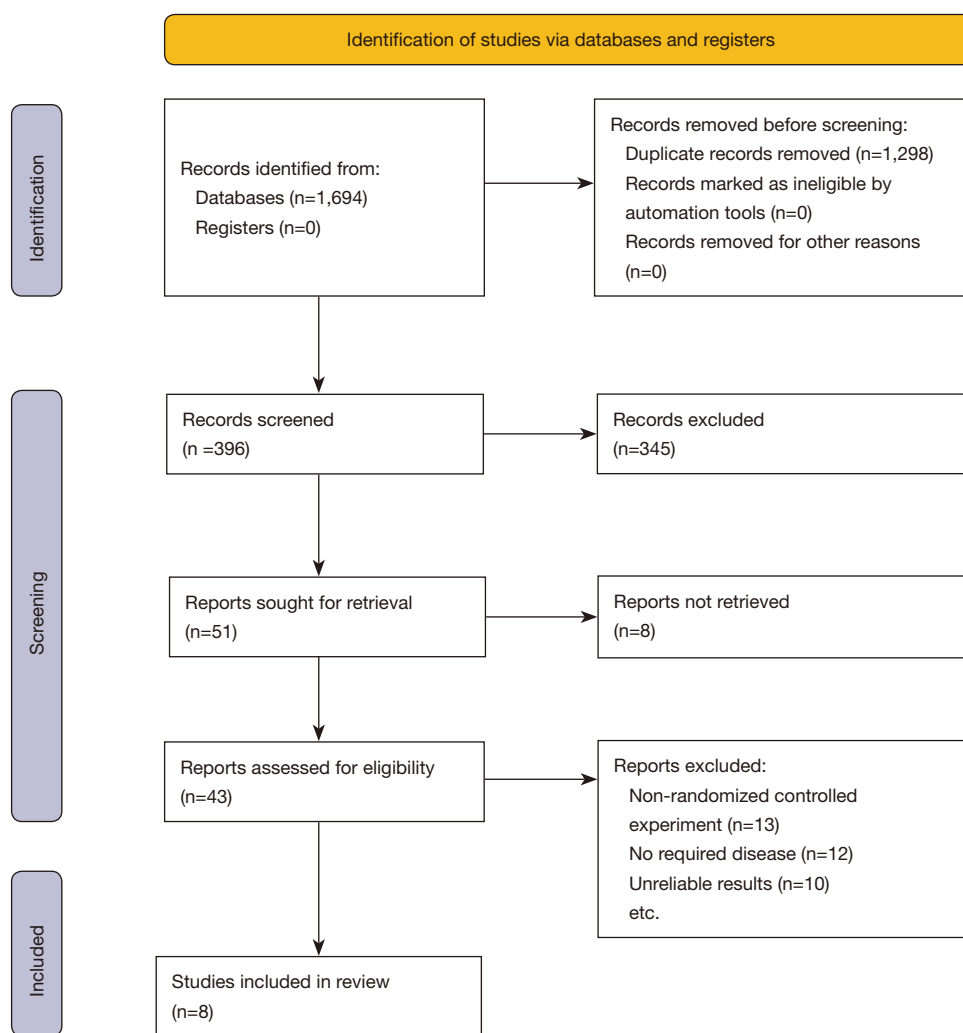 Identification of studies via databases and registers
Identification
Records identified from:
Databases (n=1,694)
Registers (n=0)
Records removed before screening:
Duplicate records removed (n=1,298)
Records marked as ineligible by
automation tools (n=0)
Records removed for other reasons
(n=0)
Screening
Records screened
(n =396)
Records excluded
(n=345)
Reports sought for retrieval
(n=51)
Reports not retrieved
(n=8)
Reports assessed for eligibility
(n=43)
Reports excluded:
Non-randomized controlled
experiment (n=13)
No required disease (n=12)
Unreliable results (n=10)
etc.
Included
Studies included in review
(n=8)